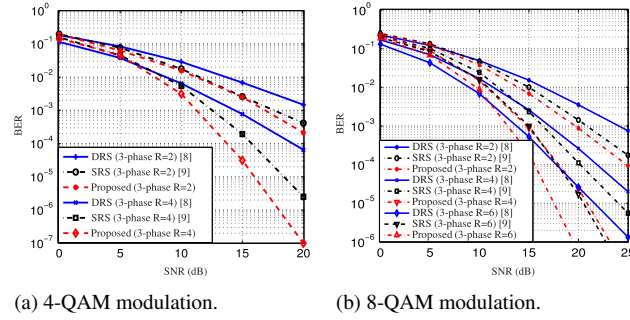 (a)
10^0
10^-1
10^-2
10^-3
10^-4
10^-5
10^-6
10^-7
BER
0
5
10
15
20
SNR (dB)
DRS (3-phase R=2) [8]
SRS (3-phase R=2) [9]
Proposed (3-phase R=2)
DRS (3-phase R=4) [8]
SRS (3-phase R=4) [9]
Proposed (3-phase R=4)
(a) 4-QAM modulation.
(b)
10^0
10^-1
10^-2
10^-3
10^-4
10^-5
10^-6
BER
0
5
10
15
20
25
SNR (dB)
DRS (3-phase R=2) [8]
SRS (3-phase R=2) [9]
Proposed (3-phase R=2)
DRS (3-phase R=4) [8]
SRS (3-phase R=4) [9]
Proposed (3-phase R=4)
DRS (3-phase R=6) [8]
SRS (3-phase R=6) [9]
Proposed (3-phase R=6)
(b) 8-QAM modulation.